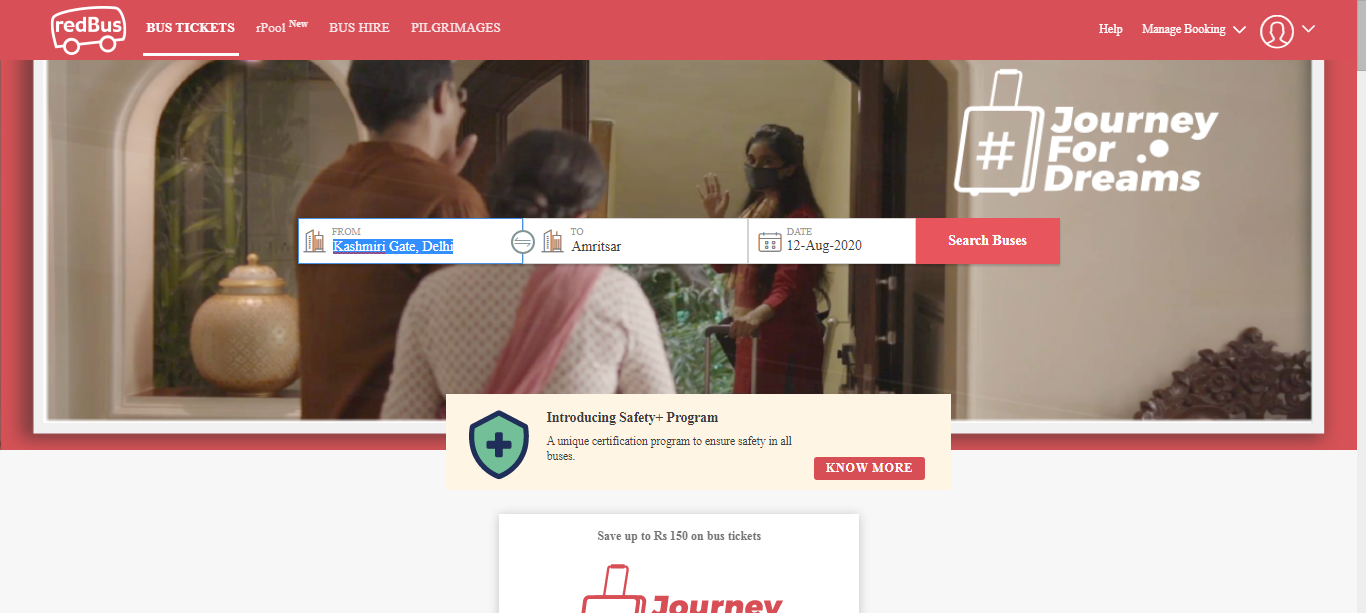 redBus
BUS TICKETS
rPool New
BUS HIRE
PILGRIMAGES
Help
Manage Booking
# Journey
For
Dreams
FROM
Kashmiri Gate, Delhi
TO
Amritsar
DATE
12-Aug-2020
Search Buses
Introducing Safety+ Program
A unique certification program to ensure safety in all
buses.
KNOW MORE
Save up to Rs 150 on bus tickets
Journey